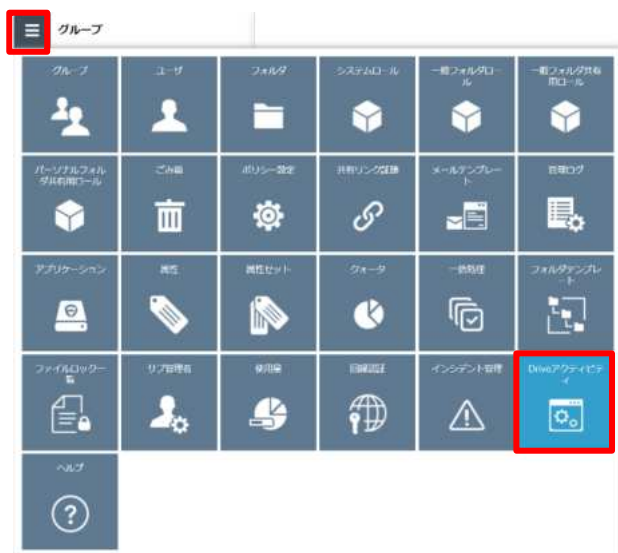 グループ
グループ
ユーザ
フォルダ
システムロール
一般フォルダロー
ル
一般フォルダ共有
用ロール
パーソナルフォル
ダ共有用ロール
ごみ箱
ポリシー設定
共有リンク証跡
メールテンプレー
ト
管理ログ
アプリケーション
属性
属性セット
クォータ
一括処理
フォルダテンプレ
ート
ファイルロック一
覧
サブ管理者
使用量
回線認証
インシデント管理
Driveアクティビテ
ィ
ヘルプ
?